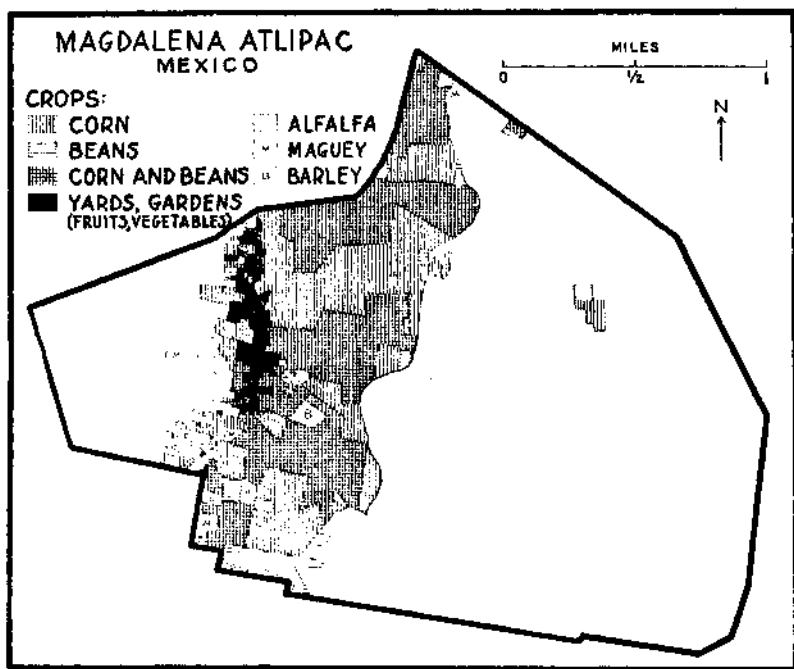 MAGDALENA ATLIPAC
MEXICO
CROPS:
CORN
BEANS
CORN AND BEANS
YARDS, GARDENS
(FRUITS, VEGETABLES)
ALFALFA
M MAGUEY
B BARLEY
MILES
0 1/2 1
N
M
B
M